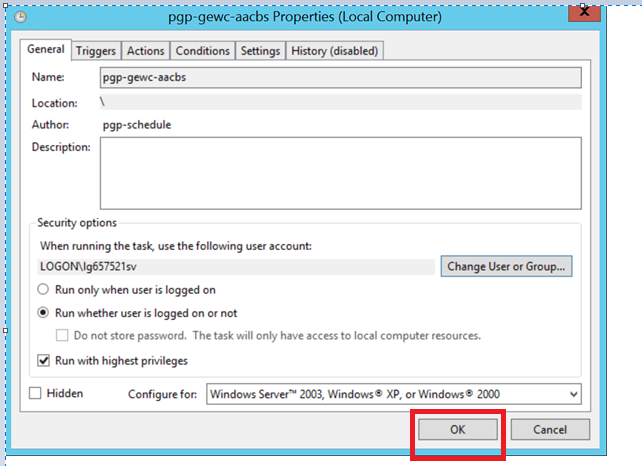 pgp-gewc-aacbs Properties (Local Computer)
X
General Triggers Actions Conditions Settings History (disabled)
Name: pgp-gewc-aacbs
Location: \
Author: pgp-schedule
Description:
Security options
When running the task, use the following user account:
LOGON\lg657521sv Change User or Group...
Run only when user is logged on
Run whether user is logged on or not
Do not store password. The task will only have access to local computer resources.
Run with highest privileges
Hidden Configure for: Windows Server™ 2003, Windows® XP, or Windows® 2000
OK Cancel